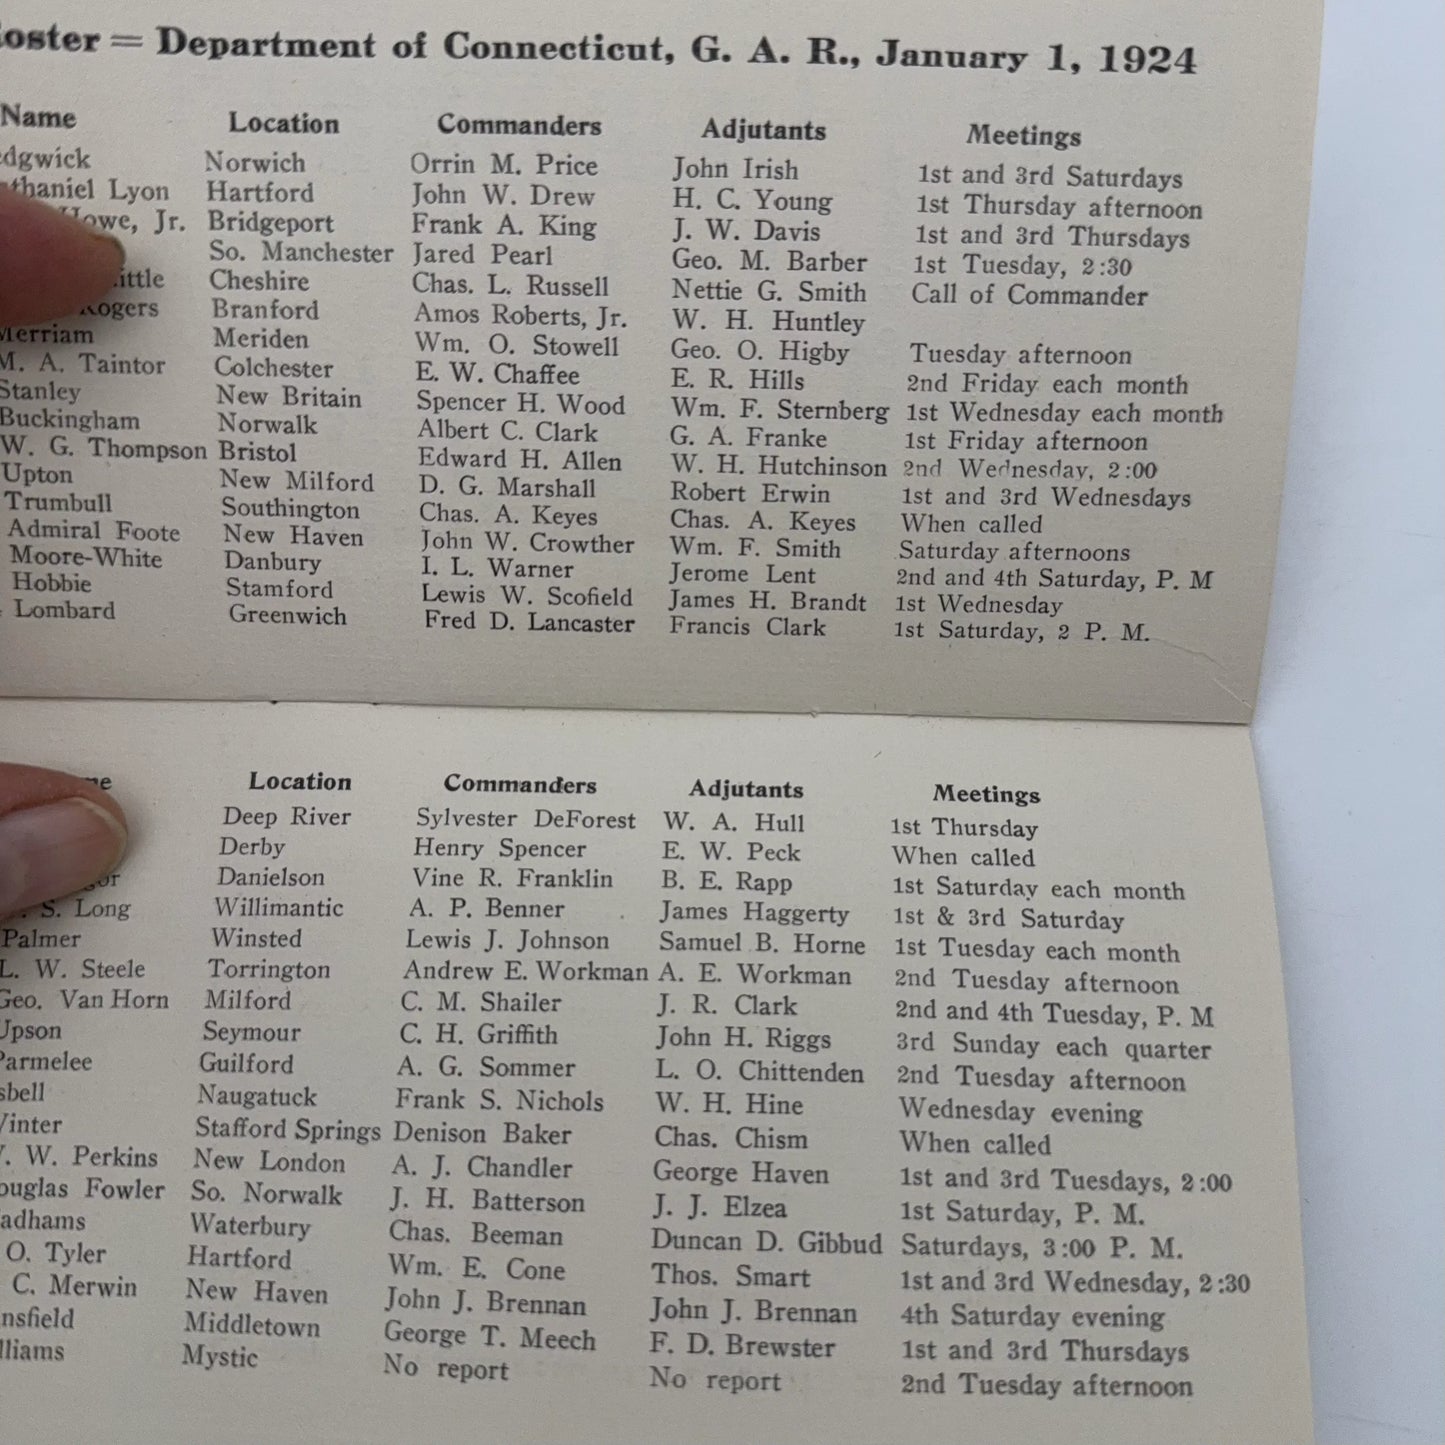 Department of Connecticut, G. A. R., January 1, 1924
Name Location Commanders Adjutants Meetings
Norwich Orrin M. Price John Irish 1st and 3rd Saturdays
Lyon Hartford John W. Drew H. C. Young 1st Thursday afternoon
Howe, Jr. Bridgeport Frank A. King J. W. Davis 1st and 3rd Thursdays
So. Manchester Jared Pearl Geo. M. Barber 1st Tuesday, 2:30
Cheshire Chas. L. Russell Nettie G. Smith Call of Commander
Rogers Branford Amos Roberts, Jr. W. H. Huntley
Merriam Meriden Wm. O. Stowell Geo. O. Higby Tuesday afternoon
M. A. Taintor Colchester E. W. Chaffee E. R. Hills 2nd Friday each month
Stanley New Britain Spencer H. Wood Wm. F. Sternberg 1st Wednesday each month
Buckingham Norwalk Albert C. Clark G. A. Franke 1st Friday afternoon
W. G. Thompson Bristol Edward H. Allen W. H. Hutchinson 2nd Wednesday, 2:00
Upton New Milford D. G. Marshall Robert Erwin 1st and 3rd Wednesdays
Trumbull Southington Chas. A. Keyes Chas. A. Keyes When called
Admiral Foote New Haven John W. Crowther Wm. F. Smith Saturday afternoons
Moore-White Danbury I. L. Warner Jerome Lent 2nd and 4th Saturday, P. M
Hobbie Stamford Lewis W. Scofield James H. Brandt 1st Wednesday
Lombard Greenwich Fred D. Lancaster Francis Clark 1st Saturday, 2 P. M.
Location Commanders Adjutants Meetings
Deep River Sylvester DeForest W. A. Hull 1st Thursday
Derby Henry Spencer E. W. Peck When called
Danielson Vine R. Franklin B. E. Rapp 1st Saturday each month
S. Long Willimantic A. P. Benner James Haggerty 1st & 3rd Saturday
Palmer Winsted Lewis J. Johnson Samuel B. Horne 1st Tuesday each month
L. W. Steele Torrington Andrew E. Workman A. E. Workman 2nd Tuesday afternoon
Geo. Van Horn Milford C. M. Shailer J. R. Clark 2nd and 4th Tuesday, P. M
Upson Seymour C. H. Griffith John H. Riggs 3rd Sunday each quarter
Parmelee Guilford A. G. Sommer L. O. Chittenden 2nd Tuesday afternoon
Naugatuck Frank S. Nichols W. H. Hine Wednesday evening
Stafford Springs Denison Baker Chas. Chism When called
W. Perkins New London A. J. Chandler George Haven 1st and 3rd Tuesdays, 2:00
Fowler So. Norwalk J. H. Batterson J. J. Elzea 1st Saturday, P. M.
Waterbury Chas. Beeman Duncan D. Gibbud Saturdays, 3:00 P. M.
O. Tyler Hartford Wm. E. Cone Thos. Smart 1st and 3rd Wednesday, 2:30
C. Merwin New Haven John J. Brennan John J. Brennan 4th Saturday evening
Middletown George T. Meech F. D. Brewster 1st and 3rd Thursdays
Mystic No report No report 2nd Tuesday afternoon